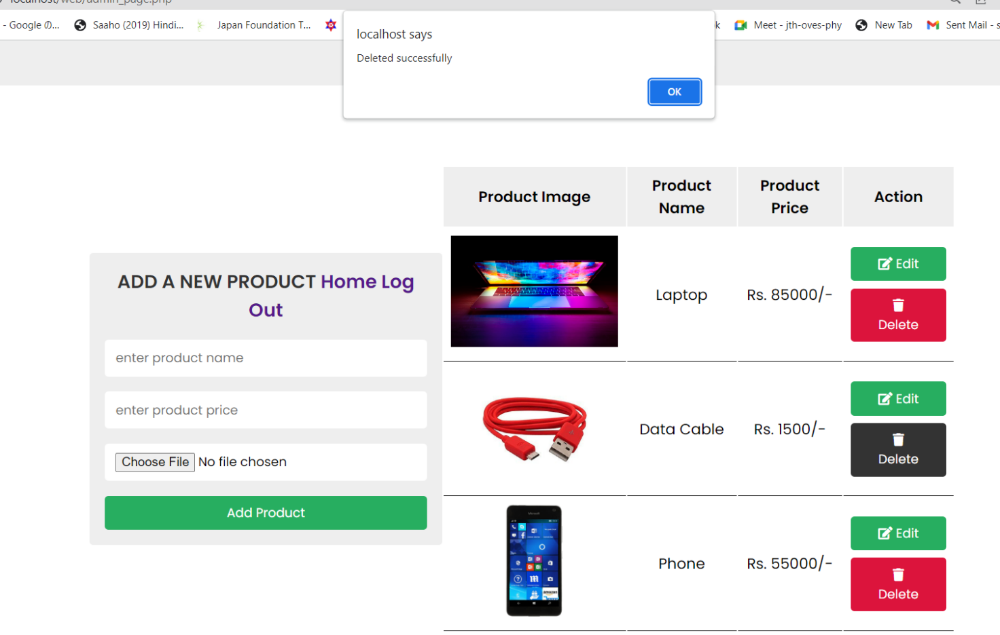 localhost/web/admin_page.php
- Google の...
Saaho (2019) Hindi...
Japan Foundation T...
k
Meet - jth-oves-phy
New Tab
Sent Mail - s
localhost says
Deleted successfully
OK
Product Image
Product
Name
Product
Price
Action
ADD A NEW PRODUCT Home Log
Out
enter product name
enter product price
Choose File No file chosen
Add Product
Laptop
Rs. 85000/-
Edit
Delete
Data Cable
Rs. 1500/-
Edit
Delete
Microsoft
amazon
Phone
Rs. 55000/-
Edit
Delete